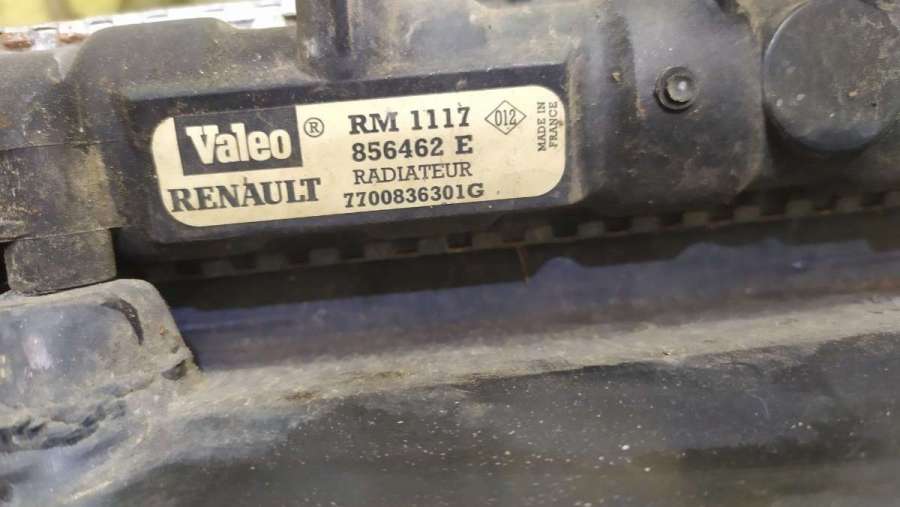 Valeo ® RM 1117 D12 MADE IN FRANCE
856462 E
RADIATEUR
RENAULT 7700836301G